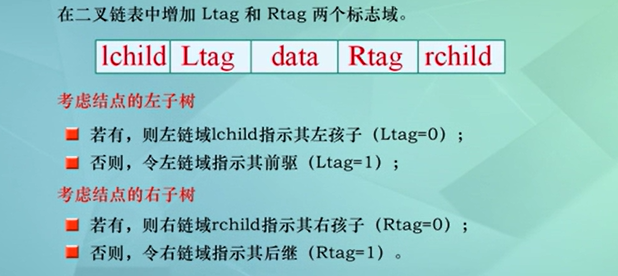 在二叉链表中增加 Ltag 和 Rtag 两个标志域。
lchild Ltag data Rtag rchild
考虑结点的左子树
若有，则左链域lchild指示其左孩子（Ltag=0）；
否则，令左链域指示其前驱（Ltag=1）；
考虑结点的右子树
若有，则右链域rchild指示其右孩子（Rtag=0）；
否则，令右链域指示其后继（Rtag=1）。